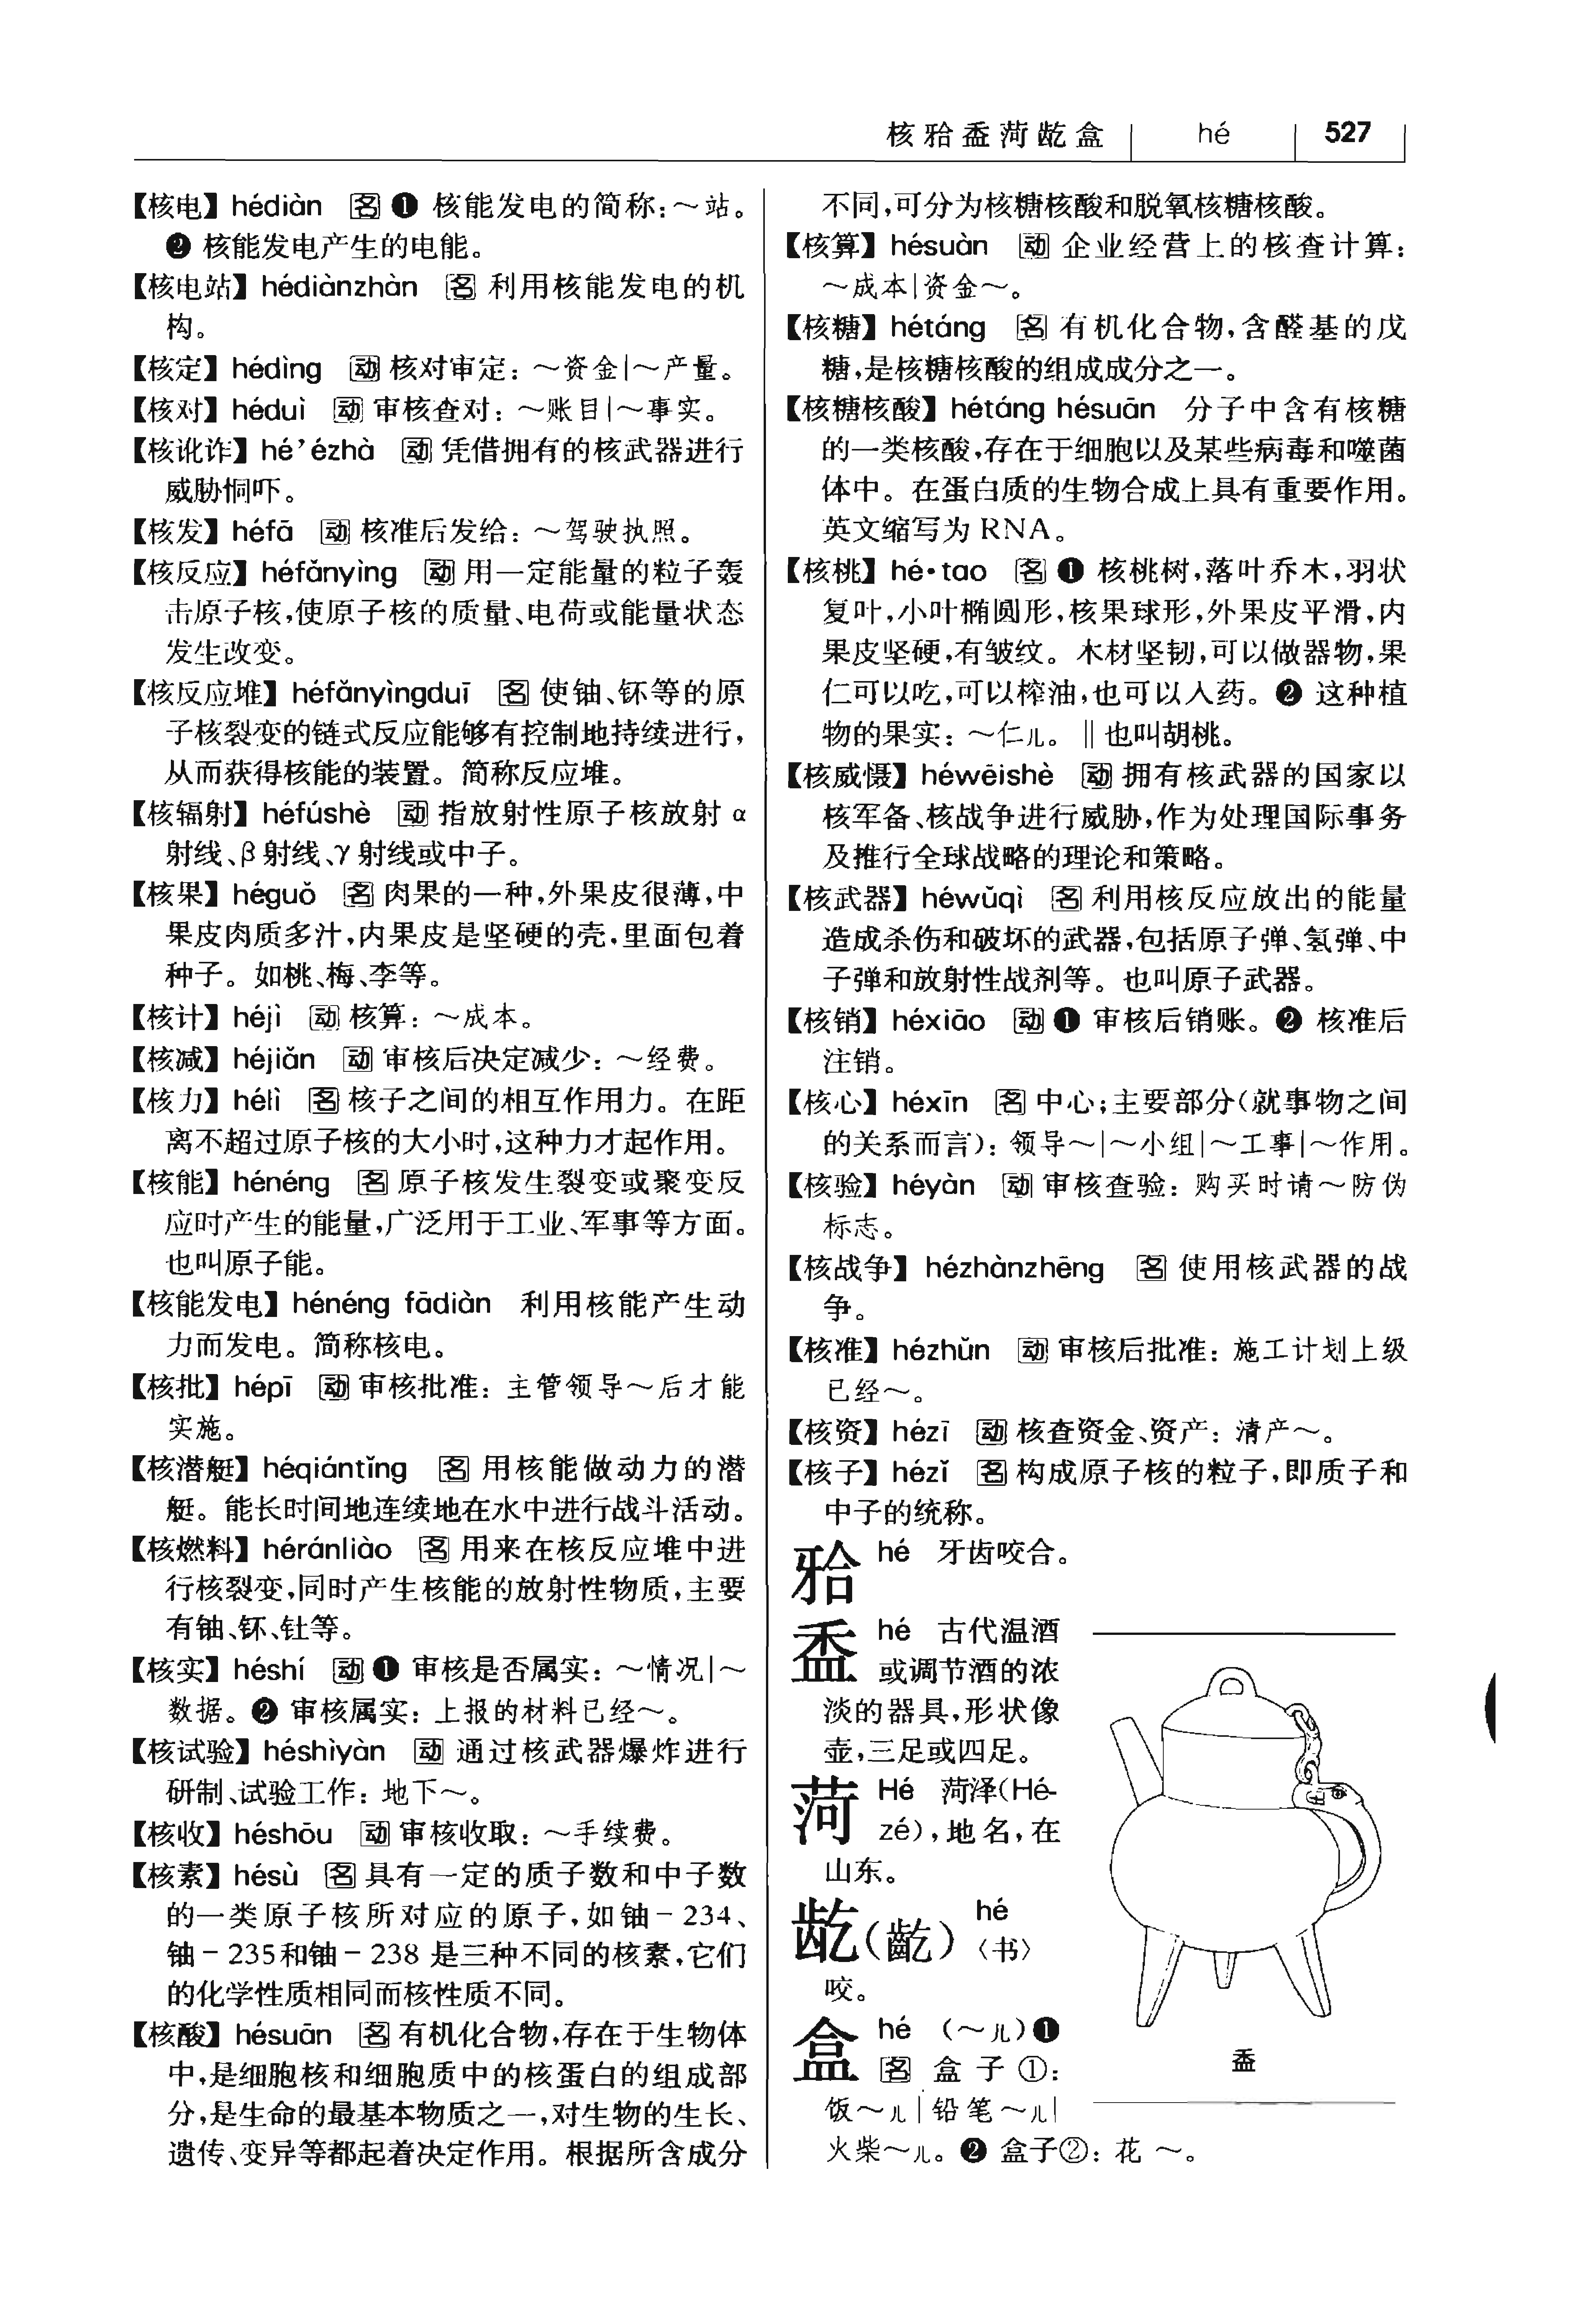 核 㭘 盉 菏 龁 盒 hé 527
【核电】hédiàn 名 ❶ 核能发电的简称：～站。
❷ 核能发电产生的电能。
【核电站】hédiànzhàn 名 利用核能发电的机
构。
【核定】hédìng 动 核对审定：～资金|～产量。
【核对】héduì 动 审核查对：～账目|～事实。
【核讹诈】hé’ézhà 动 凭借拥有的核武器进行
威胁恫吓。
【核发】héfā 动 核准后发给：～驾驶执照。
【核反应】héfǎnyìng 动 用一定能量的粒子轰
击原子核，使原子核的质量、电荷或能量状态
发生改变。
【核反应堆】héfǎnyìngduī 名 使铀、钚等的原
子核裂变的链式反应能够有控制地持续进行，
从而获得核能的装置。简称反应堆。
【核辐射】héfúshè 动 指放射性原子核放射 α
射线、β射线、γ射线或中子。
【核果】héguǒ 名 肉果的一种，外果皮很薄，中
果皮肉质多汁，内果皮是坚硬的壳，里面包着
种子。如桃、梅、李等。
【核计】héjì 动 核算：～成本。
【核减】héjiǎn 动 审核后决定减少：～经费。
【核力】hélì 名 核子之间的相互作用力。在距
离不超过原子核的大小时，这种力才起作用。
【核能】hénéng 名 原子核发生裂变或聚变反
应时产生的能量，广泛用于工业、军事等方面。
也叫原子能。
【核能发电】hénéng fādiàn 利用核能产生动
力而发电。简称核电。
【核批】hépī 动 审核批准：主管领导～后才能
实施。
【核潜艇】héqiántǐng 名 用核能做动力的潜
艇。能长时间地连续地在水中进行战斗活动。
【核燃料】héránliào 名 用来在核反应堆中进
行核裂变，同时产生核能的放射性物质，主要
有铀、钚、钍等。
【核实】héshí 动 ❶ 审核是否属实：～情况|～
数据。❷ 审核属实：上报的材料已经～。
【核试验】héshìyàn 动 通过核武器爆炸进行
研制、试验工作：地下～。
【核收】héshōu 动 审核收取：～手续费。
【核素】hésù 名 具有一定的质子数和中子数
的一类原子核所对应的原子，如铀－234、
铀－235和铀－238 是三种不同的核素，它们
的化学性质相同而核性质不同。
【核酸】hésuān 名 有机化合物，存在于生物体
中，是细胞核和细胞质中的核蛋白的组成部
分，是生命的最基本物质之一，对生物的生长、
遗传、变异等都起着决定作用。根据所含成分
不同，可分为核糖核酸和脱氧核糖核酸。
【核算】hésuàn 动 企业经营上的核查计算：
～成本|资金～。
【核糖】hétáng 名 有机化合物，含醛基的戊
糖，是核糖核酸的组成成分之一。
【核糖核酸】hétáng hésuān 分子中含有核糖
的一类核酸，存在于细胞以及某些病毒和噬菌
体中。在蛋白质的生物合成上具有重要作用。
英文缩写为 RNA。
【核桃】hé·tao 名 ❶ 核桃树，落叶乔木，羽状
复叶，小叶椭圆形，核果球形，外果皮平滑，内
果皮坚硬，有皱纹。木材坚韧，可以做器物，果
仁可以吃，可以榨油，也可以入药。❷ 这种植
物的果实：～仁儿。‖也叫胡桃。
【核威慑】héwēishè 动 拥有核武器的国家以
核军备、核战争进行威胁，作为处理国际事务
及推行全球战略的理论和策略。
【核武器】héwǔqì 名 利用核反应放出的能量
造成杀伤和破坏的武器，包括原子弹、氢弹、中
子弹和放射性战剂等。也叫原子武器。
【核销】héxiāo 动 ❶ 审核后销账。❷ 核准后
注销。
【核心】héxīn 名 中心；主要部分（就事物之间
的关系而言）：领导～|～小组|～工事|～作用。
【核验】héyàn 动 审核查验：购买时请～防伪
标志。
【核战争】hézhànzhēng 名 使用核武器的战
争。
【核准】hézhǔn 动 审核后批准：施工计划上级
已经～。
【核资】hézī 动 核查资金、资产：清产～。
【核子】hézǐ 名 构成原子核的粒子，即质子和
中子的统称。
hé 牙齿咬合。
盉 hé 古代温酒
或调节酒的浓
淡的器具，形状像
壶，三足或四足。
菏 Hé 菏泽（Hé-
zé），地名，在
山东。
龁（齕） hé
〈书〉
咬。
盒 hé （～儿）❶
名 盒子①：
饭～儿|铅笔～儿|
火柴～儿。❷ 盒子②：花～。
盉